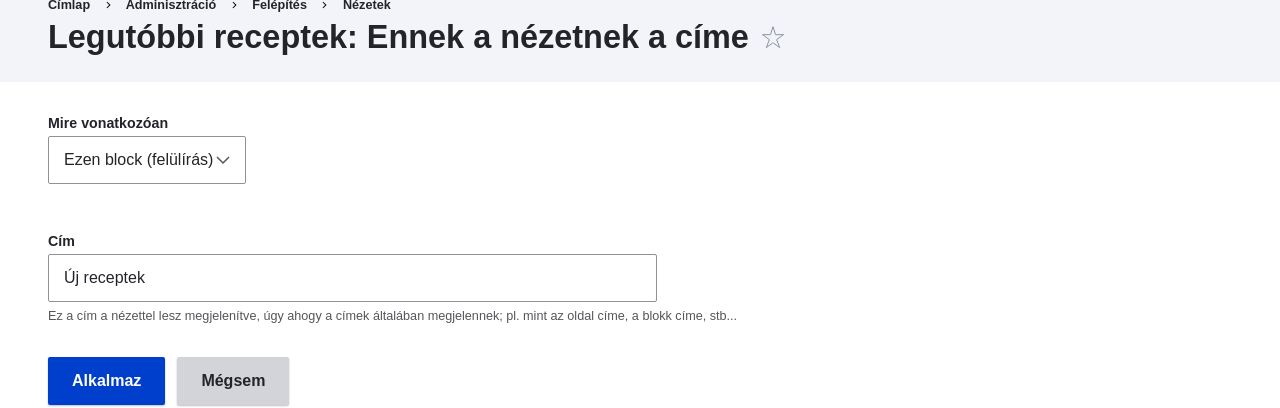 Címlap > Adminisztráció > Felépítés > Nézetek
Legutóbbi receptek: Ennek a nézetnek a címe ☆
Mire vonatkozóan
Ezen block (felülírás)
Cím
Új receptek
Ez a cím a nézettel lesz megjelenítve, úgy ahogy a címek általában megjelennek; pl. mint az oldal címe, a blokk címe, stb...
Alkalmaz Mégsem